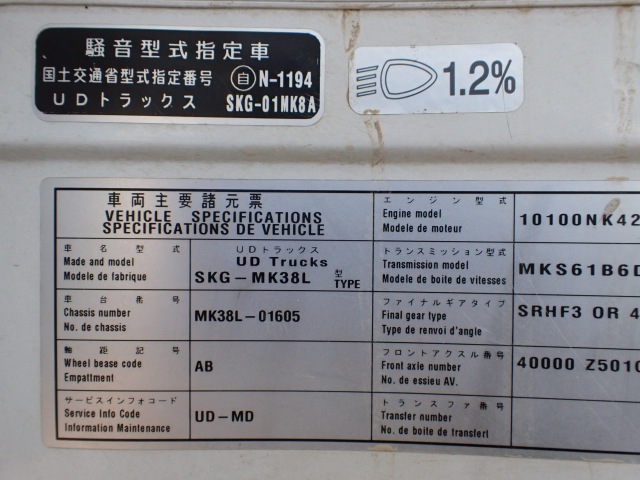 騒音型式指定車
国土交通省型式指定番号 自 N-1194
UDトラックス SKG-01MK8A
1.2%
車両主要諸元票
VEHICLE SPECIFICATIONS
SPECIFICATIONS DE VEHICLE
車名型式
Made and model
Modele de fabrique
UDトラックス
UD Trucks
SKG-MK38L 型 TYPE
車台番号
Chassis number
No. de chassis
MK38L-01605
軸距記号
Wheel bease code
Empattment
AB
サービスインフォコード
Service Info Code
Information Maintenance
UD-MD
エンジン型式
Engine model
Modele de moteur
10100NK42
トランスミッション型式
Transmission model
Modele de boite de vitesses
MKS61B6D
ファイナルギアタイプ
Final gear type
Type de renvoi d'angle
SRHF3 OR 4
フロントアクスル番号
Front axle number
No. de essieu AV.
40000 Z5010
トランスファ番号
Transfer number
No. de boite de transferl